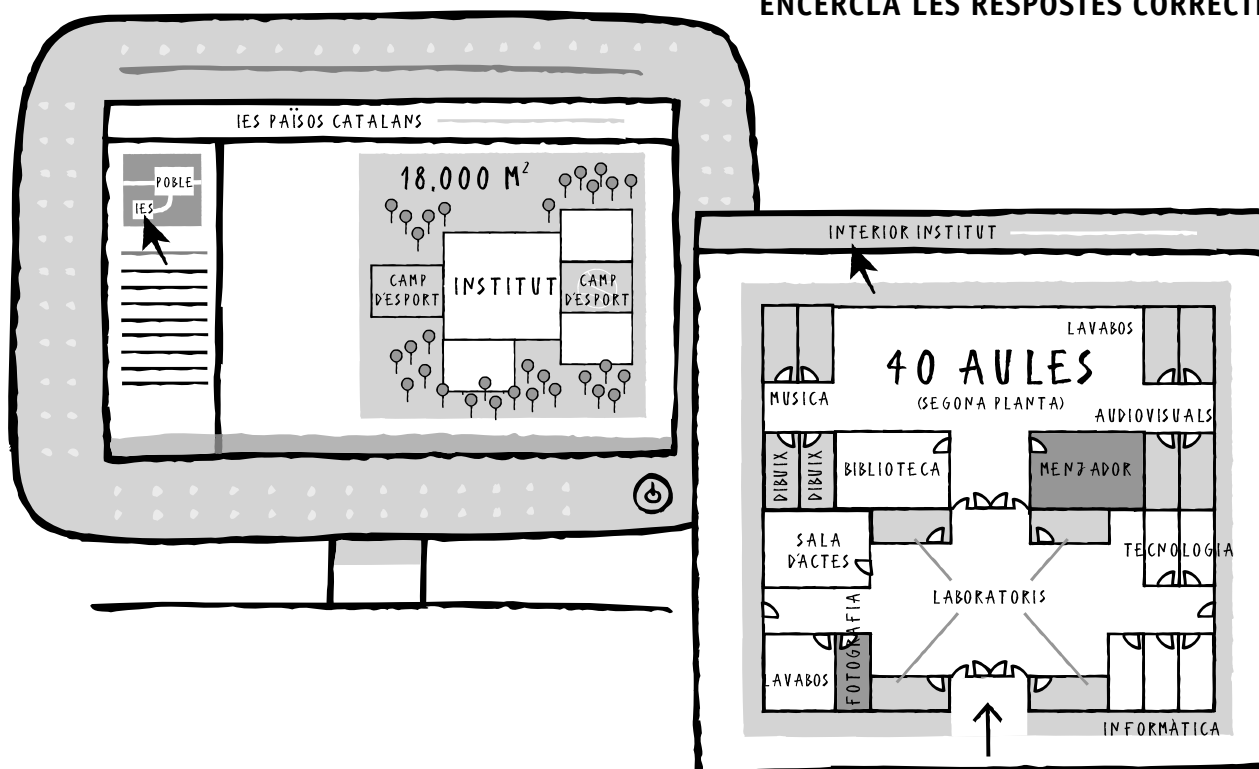 ENCERCLA LES RESPOSTES
IES PAÏSOS CATALANS
POBLE
IES
18.000 M²
CAMP
D'ESPORT
INSTITUT
CAMP
D'ESPORT
INTERIOR INSTITUT
LAVABOS
40 AULES
(SEGONA PLANTA)
MUSICA
AUDIOVISUALS
DIBUIX
DIBUIX
BIBLIOTECA
MENJADOR
SALA
D'ACTES
TECNOLOGIA
LABORATORIS
FOTOGRAFIA
LAVABOS
INFORMÀTICA